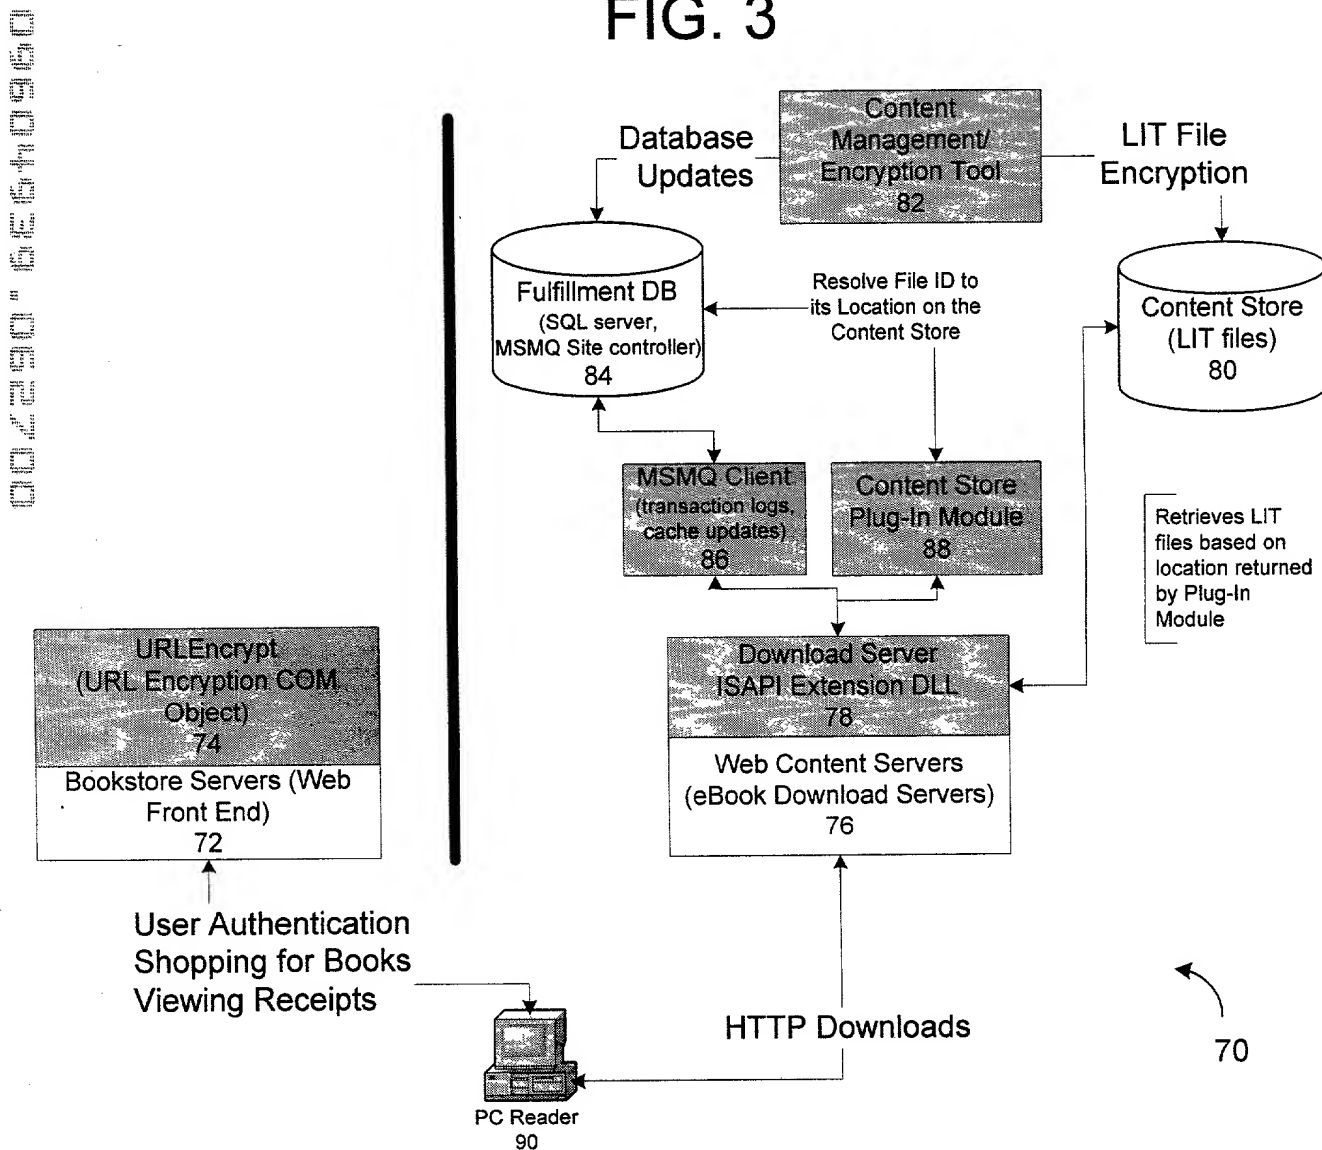 FIG. 3
09604939.062700
Content
Management/
Encryption Tool
82
Database
Updates
LIT File
Encryption
Fulfillment DB
(SQL server,
MSMQ Site controller)
84
Resolve File ID to
its Location on the
Content Store
Content Store
(LIT files)
80
MSMQ Client
(transaction logs,
cache updates)
86
Content Store
Plug-In Module
88
Retrieves LIT
files based on
location returned
by Plug-In
Module
URLEncrypt
(URL Encryption COM
Object)
74
Bookstore Servers (Web
Front End)
72
Download Server
ISAPI Extension DLL
78
Web Content Servers
(eBook Download Servers)
76
User Authentication
Shopping for Books
Viewing Receipts
HTTP Downloads
70
PC Reader
90